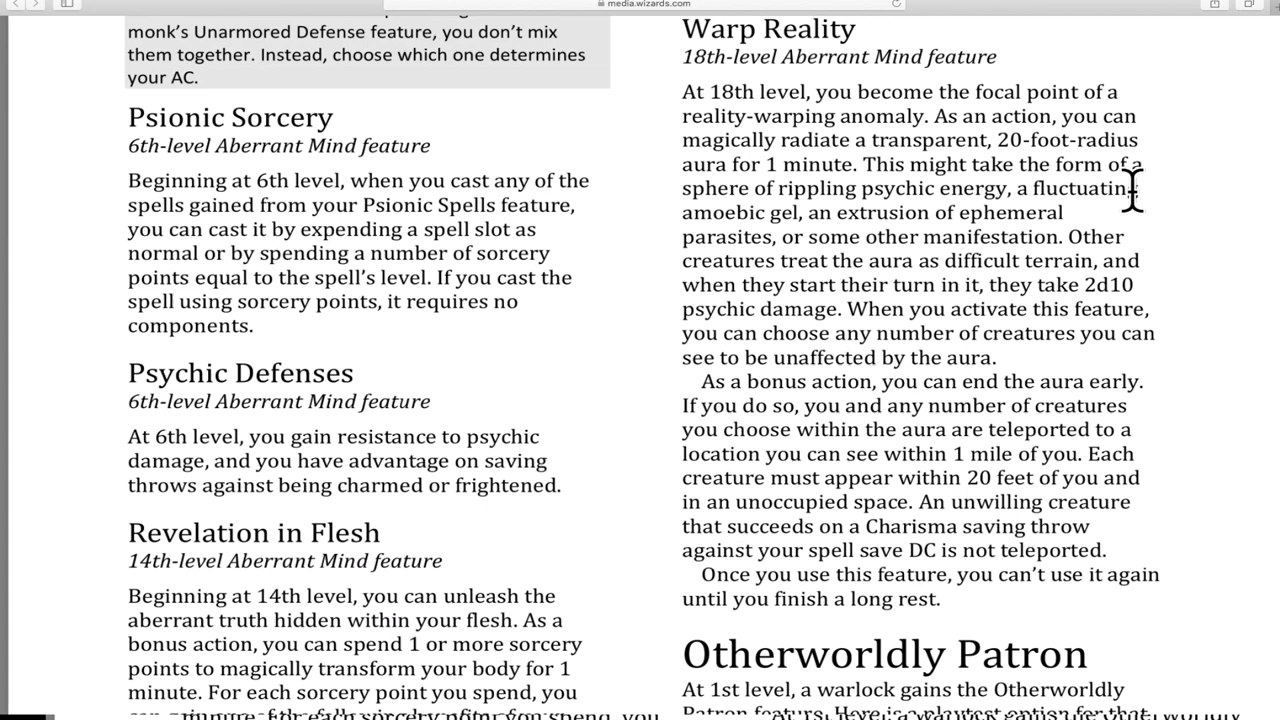 media.wizards.com
monk's Unarmored Defense feature, you don't mix
them together. Instead, choose which one determines
your AC.
Psionic Sorcery
6th-level Aberrant Mind feature
Beginning at 6th level, when you cast any of the
spells gained from your Psionic Spells feature,
you can cast it by expending a spell slot as
normal or by spending a number of sorcery
points equal to the spell's level. If you cast the
spell using sorcery points, it requires no
components.
Psychic Defenses
6th-level Aberrant Mind feature
At 6th level, you gain resistance to psychic
damage, and you have advantage on saving
throws against being charmed or frightened.
Revelation in Flesh
14th-level Aberrant Mind feature
Beginning at 14th level, you can unleash the
aberrant truth hidden within your flesh. As a
bonus action, you can spend 1 or more sorcery
points to magically transform your body for 1
minute. For each sorcery point you spend, you
Warp Reality
18th-level Aberrant Mind feature
At 18th level, you become the focal point of a
reality-warping anomaly. As an action, you can
magically radiate a transparent, 20-foot-radius
aura for 1 minute. This might take the form of a
sphere of rippling psychic energy, a fluctuating
amoebic gel, an extrusion of ephemeral
parasites, or some other manifestation. Other
creatures treat the aura as difficult terrain, and
when they start their turn in it, they take 2d10
psychic damage. When you activate this feature,
you can choose any number of creatures you can
see to be unaffected by the aura.
As a bonus action, you can end the aura early.
If you do so, you and any number of creatures
you choose within the aura are teleported to a
location you can see within 1 mile of you. Each
creature must appear within 20 feet of you and
in an unoccupied space. An unwilling creature
that succeeds on a Charisma saving throw
against your spell save DC is not teleported.
Once you use this feature, you can't use it again
until you finish a long rest.
Otherworldly Patron
At 1st level, a warlock gains the Otherworldly
Patron feature. Here is a playtest option for that